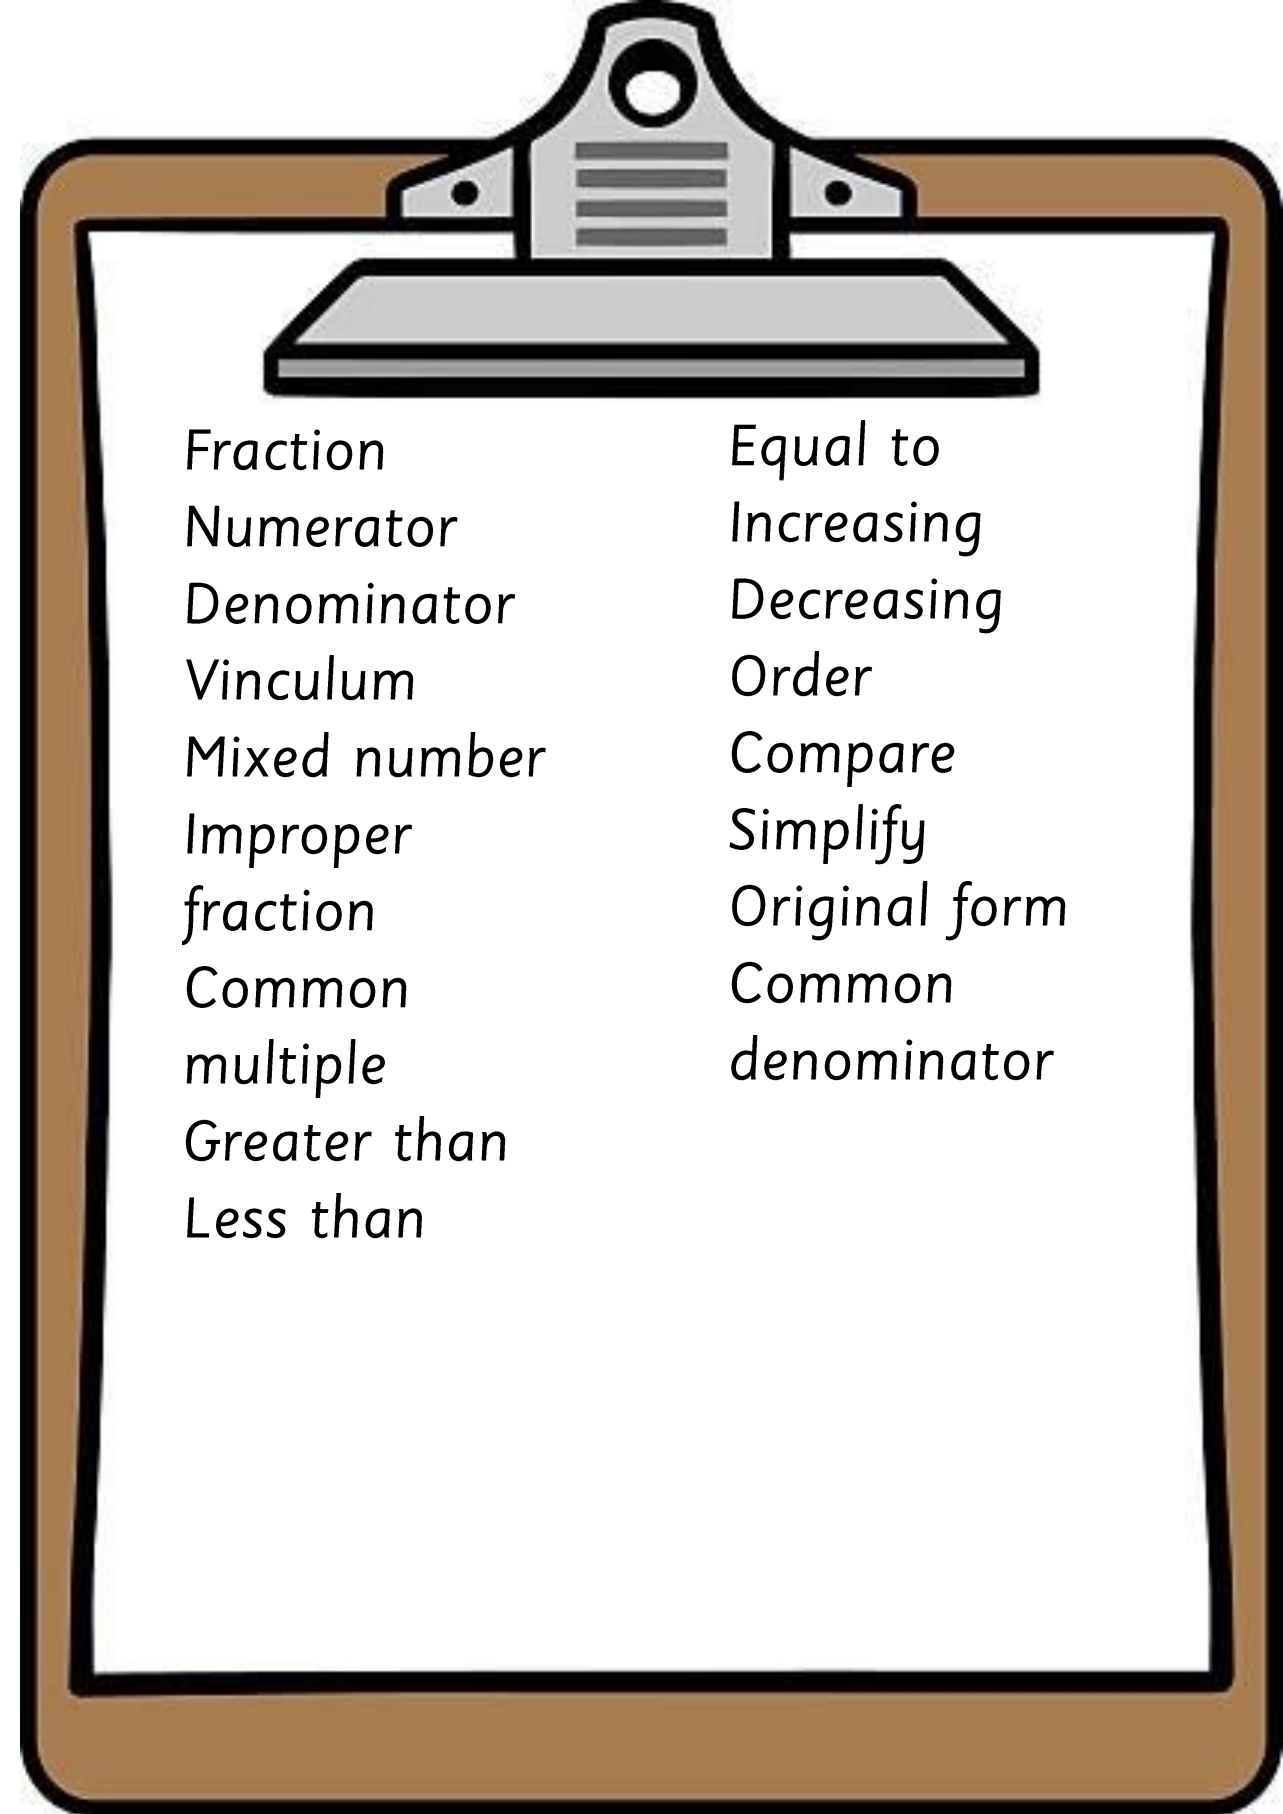 Fraction
Numerator
Denominator
Vinculum
Mixed number
Improper
fraction
Common
multiple
Greater than
Less than
Equal to
Increasing
Decreasing
Order
Compare
Simplify
Original form
Common
denominator